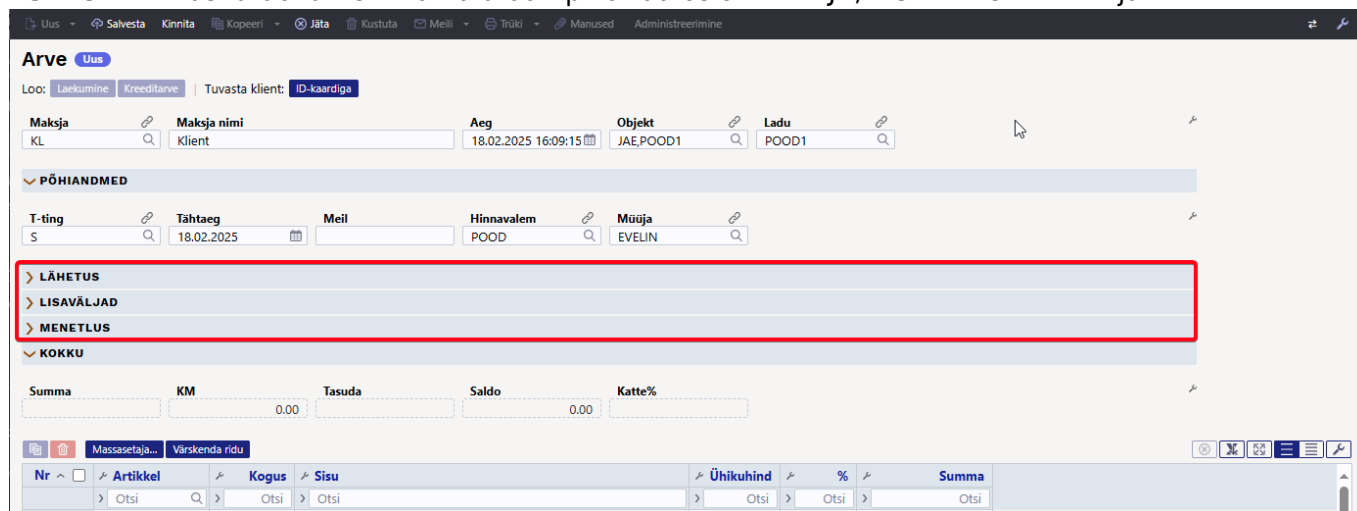 Uus Salvesta Kinnita Kopeeri Jäta Kustuta Meili Trüki Manused Administreerimine
Arve Uus
Loo: Laekumine Kreeditarve | Tuvasta klient: ID-kaardiga
Maksja Maksja nimi Aeg Objekt Ladu
KL Klient 18.02.2025 16:09:15 JAE,POOD1 POOD1
PÕHIANDMED
T-ting Tähtaeg Meil Hinnavalem Müüja
S 18.02.2025 POOD EVELIN
LÄHETUS
LISAVÄLJAD
MENETLUS
KOKKU
Summa KM Tasuda Saldo Katte%
0.00 0.00
Massasetaja... Värskenda ridu
Nr Artikkel Kogus Sisu Ühikuhind % Summa
Otsi Otsi Otsi Otsi Otsi Otsi